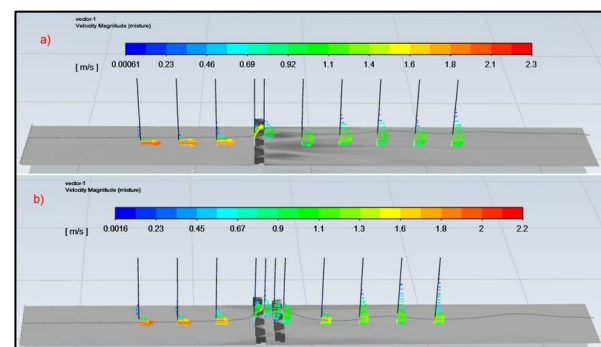 vector-1
Velocity Magnitude (mixture)
a)
[ m/s ]
0.00061 0.23 0.46 0.69 0.92 1.1 1.4 1.6 1.8 2.1 2.3
vector-1
Velocity Magnitude (mixture)
b)
[ m/s ]
0.0016 0.23 0.45 0.67 0.9 1.1 1.3 1.6 1.8 2 2.2